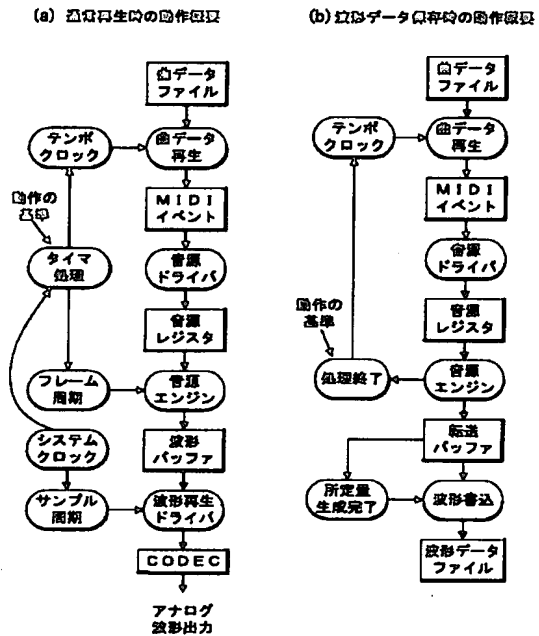 (a) 通常再生時の動作概要
曲データ
ファイル
テンポ
クロック
曲データ
再生
動作の
基準
MIDI
イベント
タイマ
処理
音源
ドライバ
音源
レジスタ
フレーム
周期
音源
エンジン
システム
クロック
波形
バッファ
サンプル
周期
波形再生
ドライバ
CODEC
アナログ
波形出力
(b) 波形データ保存時の動作概要
曲データ
ファイル
テンポ
クロック
曲データ
再生
MIDI
イベント
音源
ドライバ
動作の
基準
音源
レジスタ
処理終了
音源
エンジン
転送
バッファ
所定量
生成完了
波形書込
波形データ
ファイル